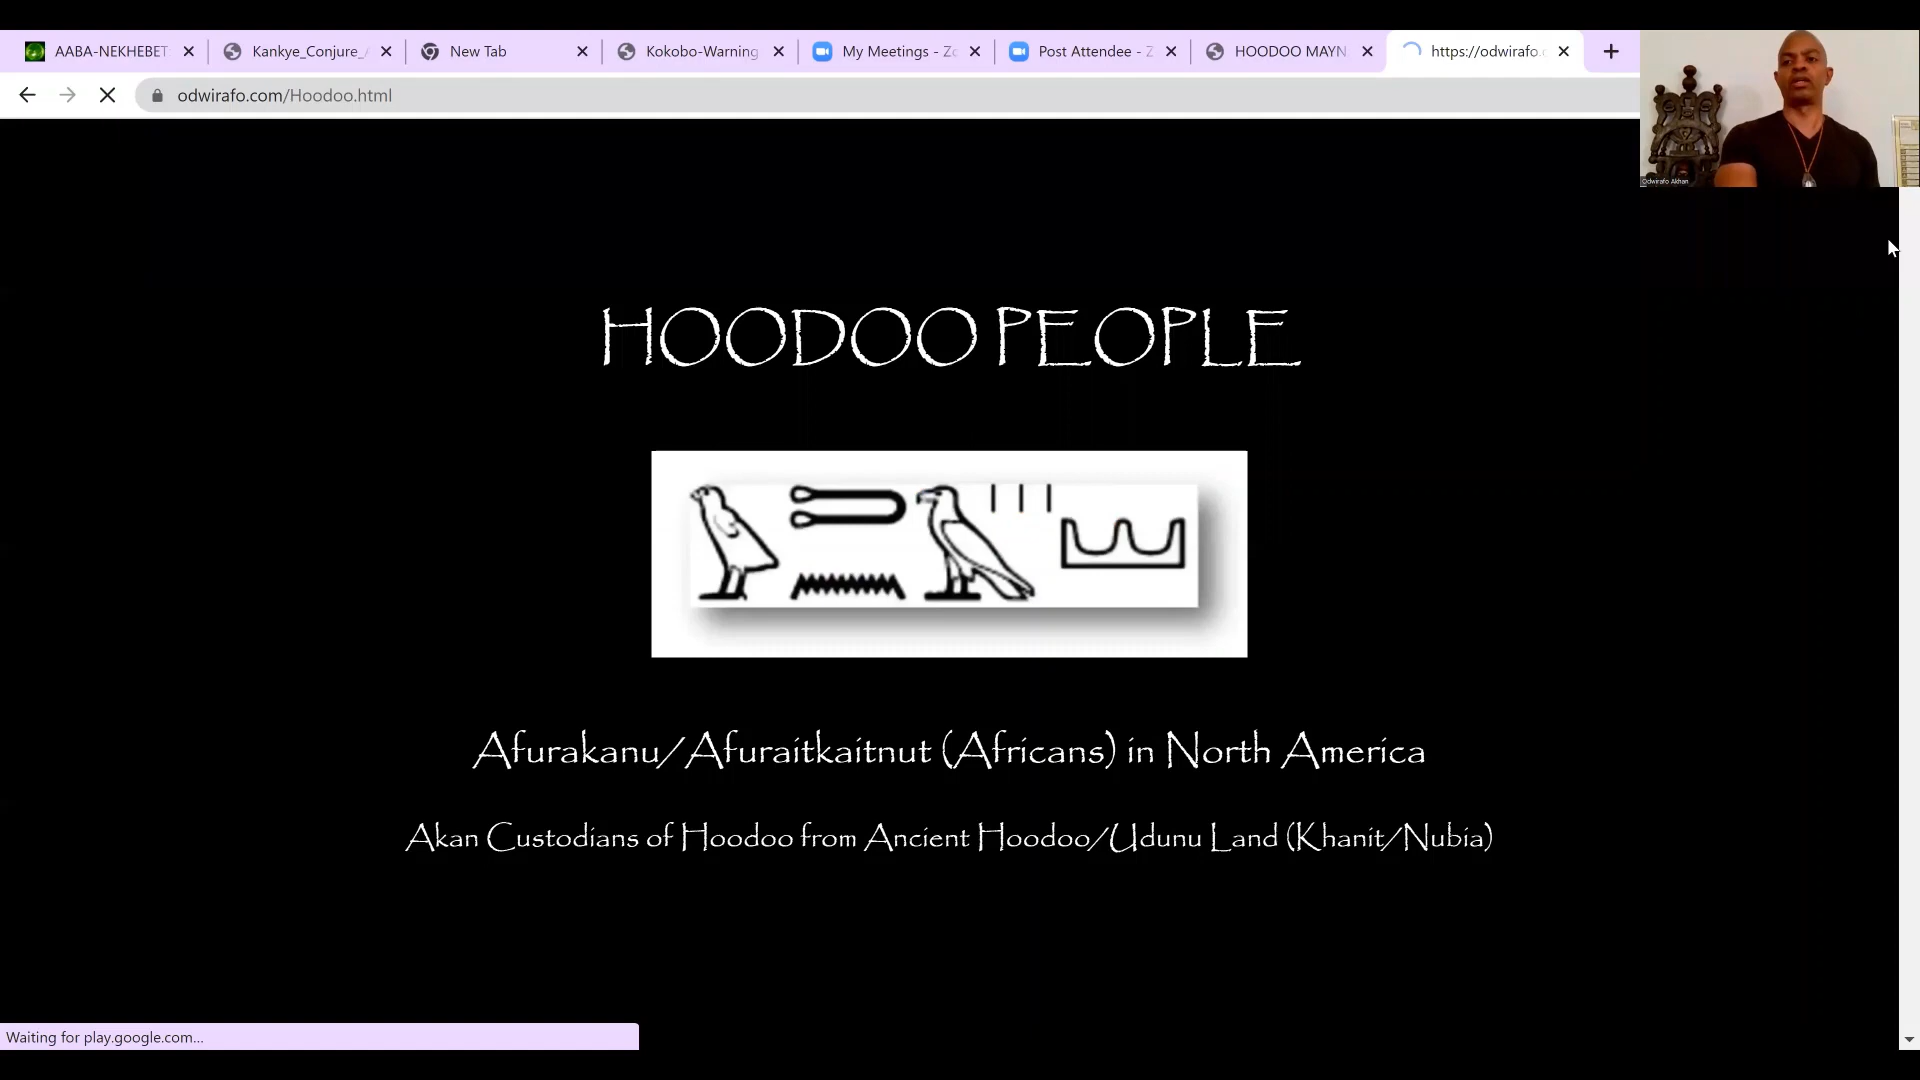 AABA-NEKHEBET
Kankye_Conjure_
New Tab
Kokobo-Warning
My Meetings - Zo
Post Attendee - Z
HOODOO MAYN
https://odwirafo.
odwirafo.com/Hoodoo.html
Odwirafo Akhan
HOODOO PEOPLE
Afurakanu/Afuraitkaitnut (Africans) in North America
Akan Custodians of Hoodoo from Ancient Hoodoo/Udunu Land (Khanit/Nubia)
Waiting for play.google.com...